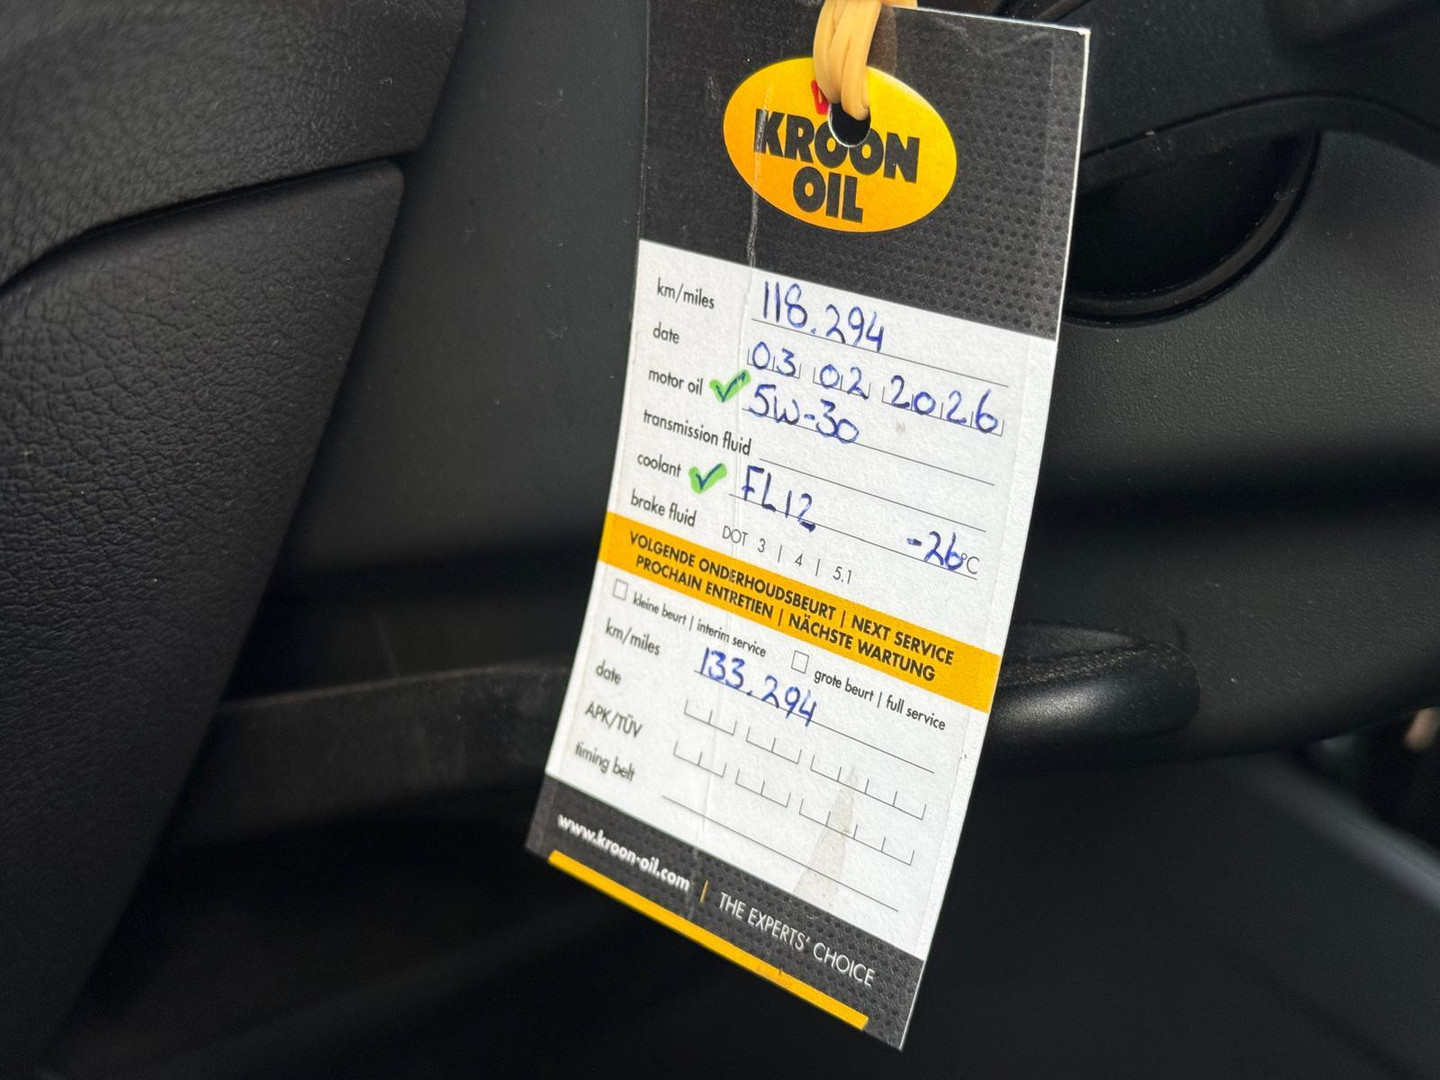 KROON
OIL
km/miles 118.294
date 03 02 2026
motor oil ✓ 5W-30
transmission fluid
coolant ✓ FL12 -26°C
brake fluid DOT 3 | 4 | 5.1
VOLGENDE ONDERHOUDSBEURT | NEXT SERVICE
PROCHAIN ENTRETIEN | NÄCHSTE WARTUNG
kleine beurt | interim service grote beurt | full service
km/miles 133.294
date
APK/TÜV
timing belt
www.kroon-oil.com | THE EXPERTS' CHOICE